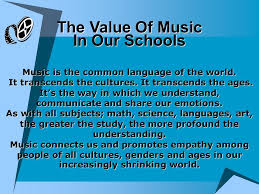 The Value Of Music
In Our Schools
Music is the common language of the world.
It transcends the cultures. It transcends the ages.
It's the way in which we understand,
communicate and share our emotions.
As with all subjects; math, science, languages, art,
the greater the study, the more profound the
understanding.
Music connects us and promotes empathy among
people of all cultures, genders and ages in our
increasingly shrinking world.